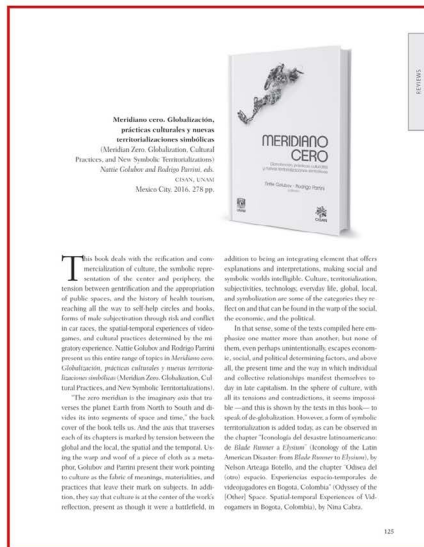 REVIEWS
MERIDIANO
CERO
Nattie Golubov · Rodrigo Parrini
UNAM
CISAN
Meridiano cero. Globalización,
prácticas culturales y nuevas
territorializaciones simbólicas
(Meridian Zero. Globalization, Cultural
Practices, and New Symbolic Territorializations)
Nattie Golubov and Rodrigo Parrini, eds.
CISAN, UNAM
Mexico City, 2016, 278 pp.
This book deals with the reification and com-
mercialization of culture, the symbolic repre-
sentation of the center and periphery, the
tension between gentrification and the appropriation
of public spaces, and the history of health tourism,
reaching all the way to self-help circles and books,
forms of male subjectivation through risk and conflict
in car races, the spatial-temporal experiences of video-
games, and cultural practices determined by the mi-
gratory experience. Nattie Golubov and Rodrigo Parrini
present us this entire range of topics in Meridiano cero.
Globalización, prácticas culturales y nuevas territoria-
lizaciones simbólicas (Meridian Zero. Globalization, Cul-
tural Practices, and New Symbolic Territorializations).
"The zero meridian is the imaginary axis that tra-
verses the planet Earth from North to South and di-
vides its into segments of space and time," the back
cover of the book tells us. And the axis that traverses
each of its chapters is marked by tension between the
global and the local, the spatial and the temporal. Us-
ing the warp and woof of a piece of cloth as a meta-
phor, Golubov and Parrini present their work pointing
to culture as the fabric of meanings, materialities, and
practices that leave their mark on subjects. In addi-
tion, they say that culture is at the center of the work's
reflection, present as though it were a battlefield, in
addition to being an integrating element that offers
explanations and interpretations, making social and
symbolic worlds intelligible. Culture, territorialization,
subjectivities, technology, everyday life, global, local,
and symbolization are some of the categories they re-
flect on and that can be found in the warp of the social,
the economic, and the political.
In that sense, some of the texts compiled here em-
phasize one matter more than another; but none of
them, even perhaps unintentionally, escapes econom-
ic, social, and political determining factors, and above
all, the present time and the way in which individual
and collective relationships manifest themselves to-
day in late capitalism. In the sphere of culture, with
all its tensions and contradictions, it seems impossi-
ble —and this is shown by the texts in this book— to
speak of de-globalization. However, a form of symbolic
territorialization is added today, as can be observed in
the chapter "Iconología del desastre latinoamericano:
de Blade Runner a Elysium" (Iconology of the Latin
American Disaster: from Blade Runner to Elysium), by
Nelson Arteaga Botello, and the chapter "Odisea del
(otro) espacio. Experiencias espacio-temporales de
videojugadores en Bogotá, Colombia" (Odyssey of the
[Other] Space. Spatial-temporal Experiences of Vid-
eogamers in Bogotá, Colombia), by Nina Cabra.
125